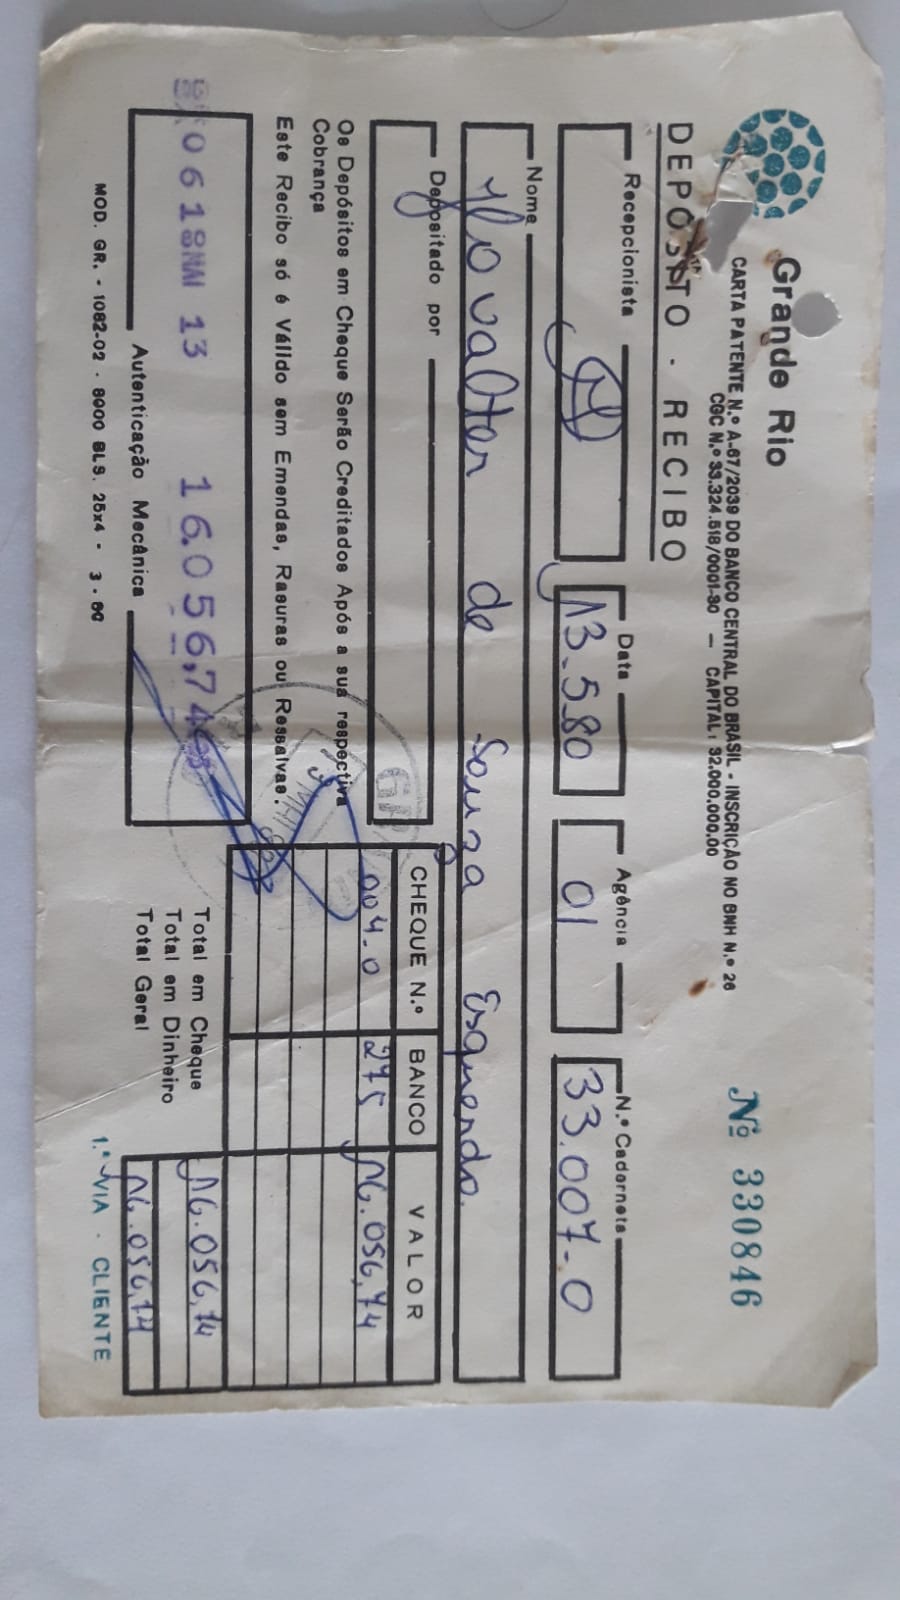 Grande Rio
CARTA PATENTE N.º A-67/2039 DO BANCO CENTRAL DO BRASIL - INSCRIÇÃO NO BNH N.º 26
CGC N.º 33.324.518/0001-30 — CAPITAL: 32.000.000,00
Nº 330846
DEPÓSITO - RECIBO
Recepcionista
Data
Agência
N.º Caderneta
13.5.80
01
33.007-0
Nome
de Souza
Depositado por
Os Depósitos em Cheque Serão Creditados Após a sua respectiva
Cobrança
Este Recibo só é Válido sem Emendas, Rasuras ou Ressalvas.
CHEQUE N.º BANCO VALOR
004.0 275 16.056,74
Total em Cheque 16.056,74
Total em Dinheiro
Total Geral 16.056,74
0618MAI 13 16.056,74
Autenticação Mecânica
MOD. GR. - 1082-02 - 8000 BLS. 25x4 - 3.80
1.ª VIA - CLIENTE